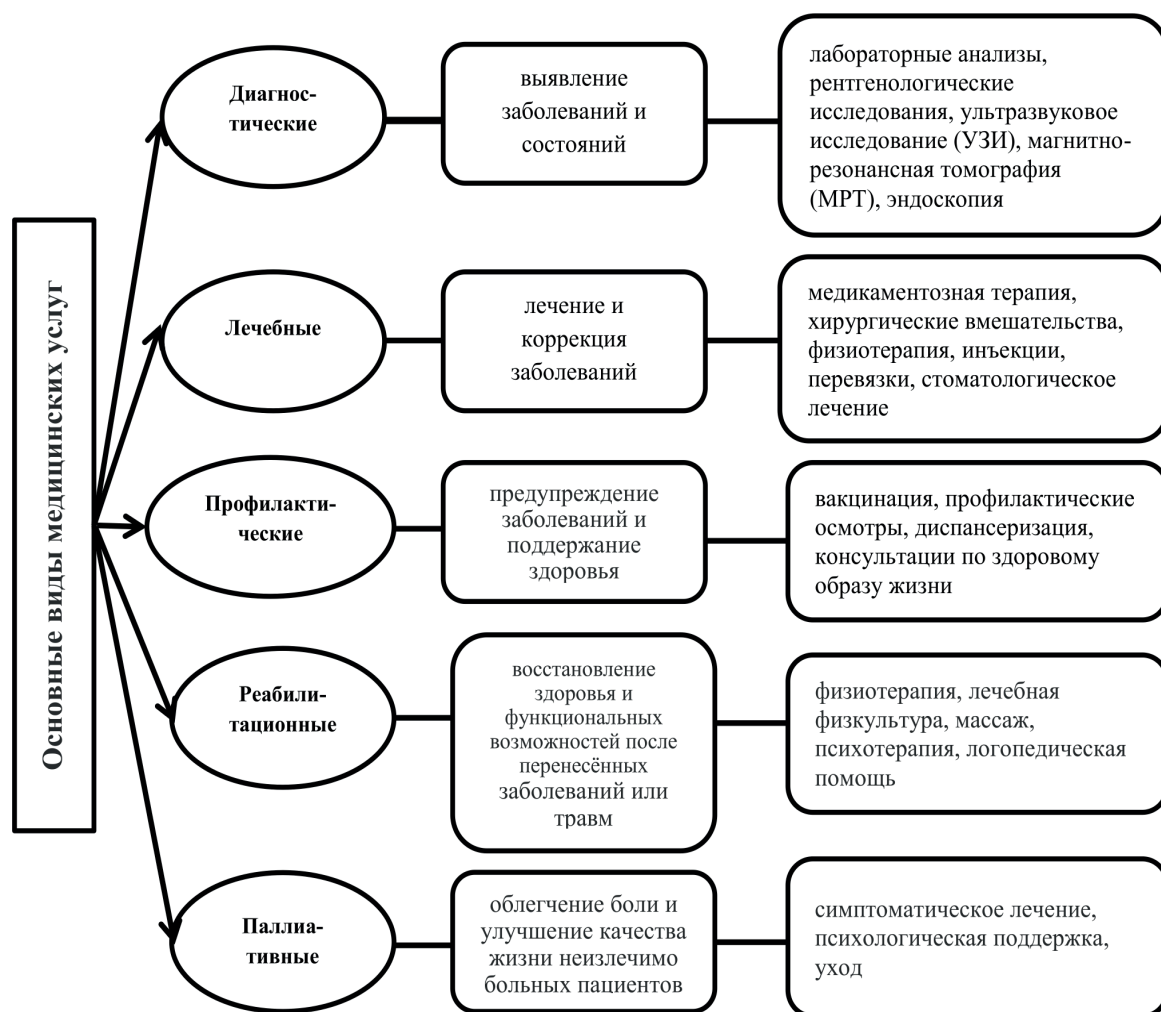 Основные виды медицинских услуг
Диагнос-
тические
выявление
заболеваний и
состояний
лабораторные анализы,
рентгенологические
исследования, ультразвуковое
исследование (УЗИ), магнитно-
резонансная томография
(МРТ), эндоскопия
Лечебные
лечение и
коррекция
заболеваний
медикаментозная терапия,
хирургические вмешательства,
физиотерапия, инъекции,
перевязки, стоматологическое
лечение
Профилакти-
ческие
предупреждение
заболеваний и
поддержание
здоровья
вакцинация, профилактические
осмотры, диспансеризация,
консультации по здоровому
образу жизни
Реабили-
тационные
восстановление
здоровья и
функциональных
возможностей после
перенесённых
заболеваний или
травм
физиотерапия, лечебная
физкультура, массаж,
психотерапия, логопедическая
помощь
Паллиа-
тивные
облегчение боли и
улучшение качества
жизни неизлечимо
больных пациентов
симптоматическое лечение,
психологическая поддержка,
уход